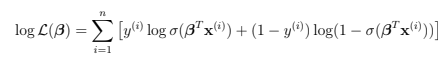 log 𝓛(𝜷) = ∑_{i=1}^{n} [y^{(i)} log σ(𝜷^T 𝐱^{(i)}) + (1 − y^{(i)}) log(1 − σ(𝜷^T 𝐱^{(i)}))]